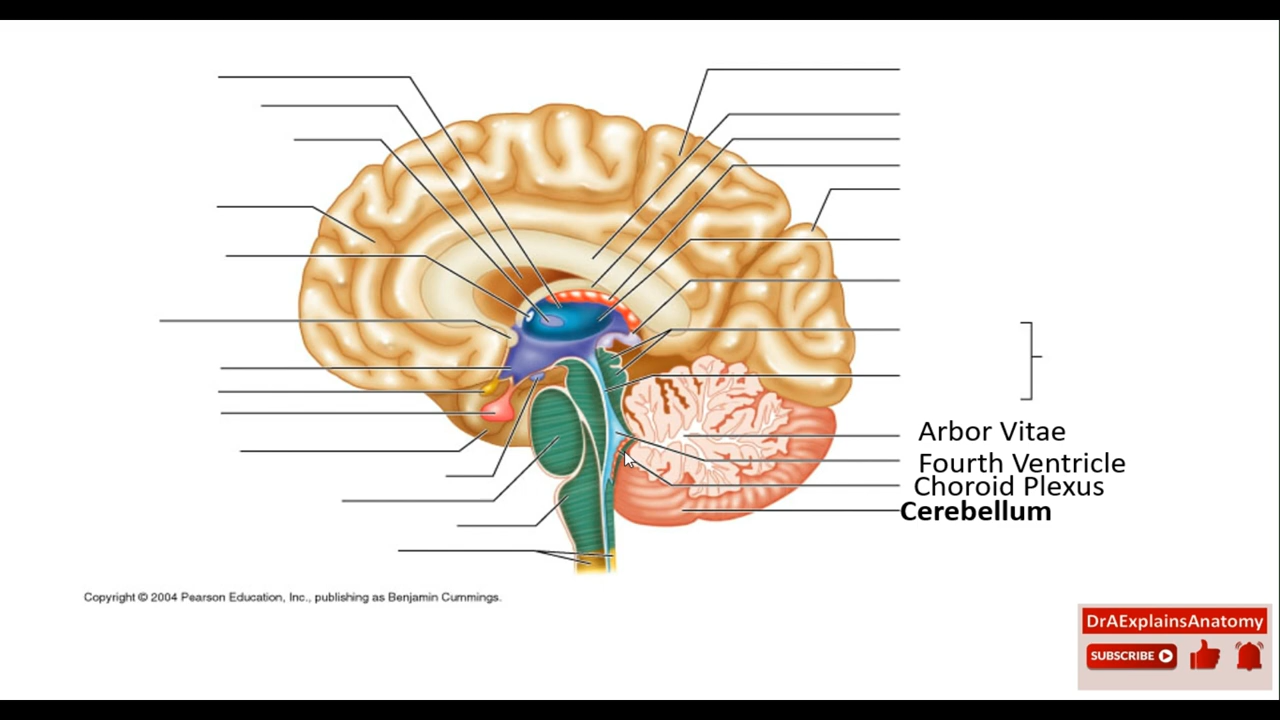 Arbor Vitae
Fourth Ventricle
Choroid Plexus
Cerebellum
Copyright © 2004 Pearson Education, Inc., publishing as Benjamin Cummings.
DrAExplainsAnatomy
SUBSCRIBE